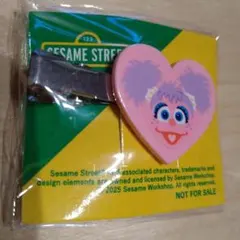 123
SESAME STREET
Sesame Street® and associated characters, trademarks and
design elements are owned and licensed by Sesame Workshop.
©2025 Sesame Workshop. All rights reserved.
NOT FOR SALE